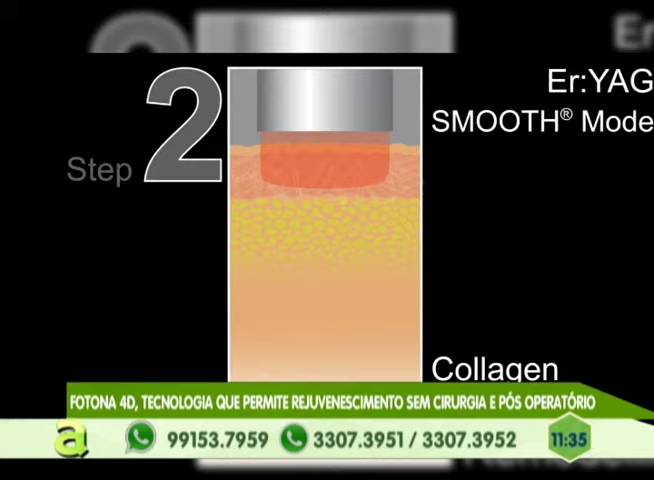 Er
Step 2
Er:YAG
SMOOTH® Mode
Collagen
FOTONA 4D, TECNOLOGIA QUE PERMITE REJUVENESCIMENTO SEM CIRURGIA E PÓS OPERATÓRIO
a 99153.7959 3307.3951 / 3307.3952 11:35